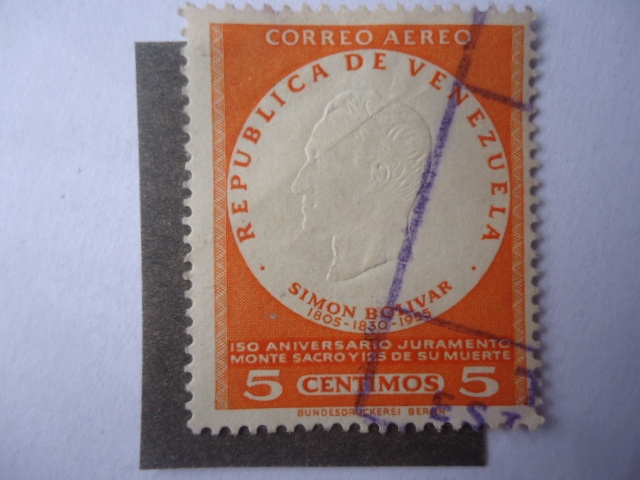 CORREO AEREO
REPUBLICA DE VENEZUELA
SIMON BOLIVAR
1805-1830-1955
150 ANIVERSARIO JURAMENTO
MONTE SACRO Y 125 DE SU MUERTE
5 CENTIMOS 5
BUNDESDRUCKEREI BERLIN